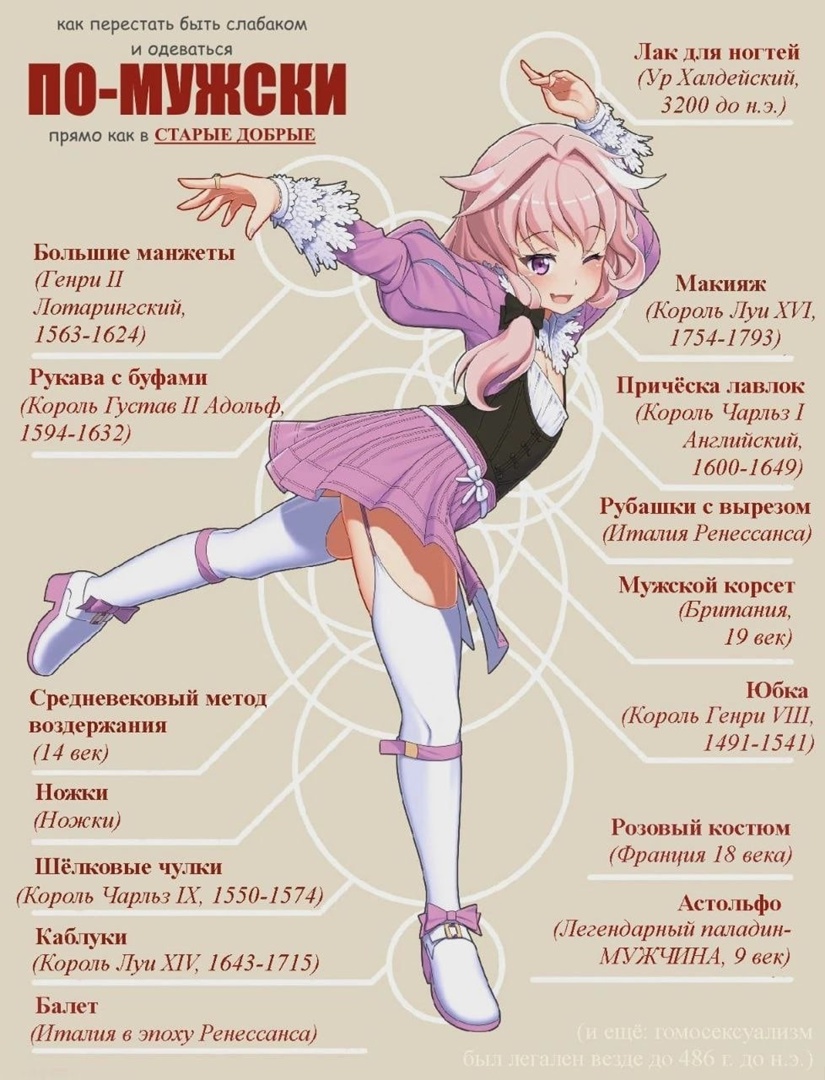 как перестать быть слабаком
и одеваться
ПО-МУЖСКИ
прямо как в СТАРЫЕ ДОБРЫЕ
Лак для ногтей
(Ур Халдейский,
3200 до н.э.)
Большие манжеты
(Генри II
Лотарингский,
1563-1624)
Рукава с буфами
(Король Густав II Адольф,
1594-1632)
Макияж
(Король Луи XVI,
1754-1793)
Причёска лавлок
(Король Чарльз I
Английский,
1600-1649)
Рубашки с вырезом
(Италия Ренессанса)
Мужской корсет
(Британия,
19 век)
Юбка
(Король Генри VIII,
1491-1541)
Средневековый метод
воздержания
(14 век)
Ножки
(Ножки)
Шёлковые чулки
(Король Чарльз IX, 1550-1574)
Каблуки
(Король Луи XIV, 1643-1715)
Балет
(Италия в эпоху Ренессанса)
Розовый костюм
(Франция 18 века)
Астольфо
(Легендарный паладин-
МУЖЧИНА, 9 век)
(и ещё: гомосексуализм
был легален везде до 486 г. до н.э.)